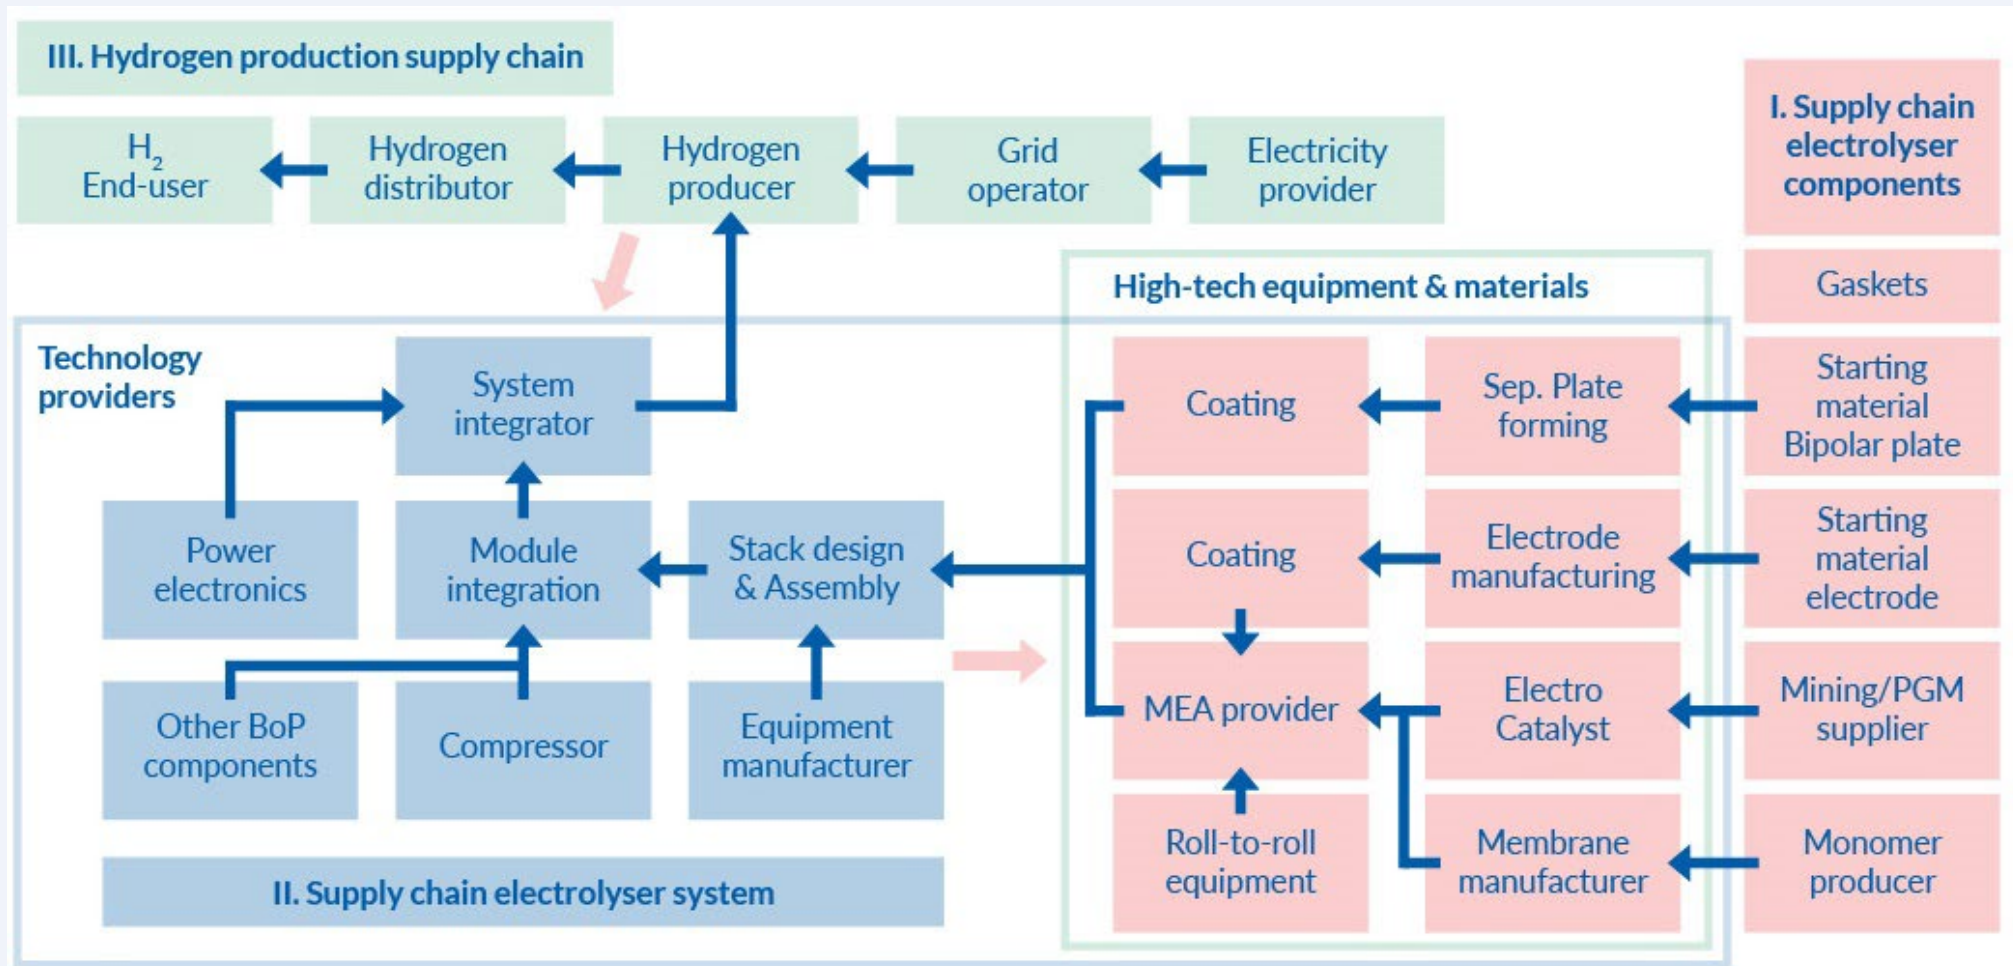 III. Hydrogen production supply chain
H₂
End-user
Hydrogen
distributor
Hydrogen
producer
Grid
operator
Electricity
provider
I. Supply chain
electrolyser
components
Gaskets
High-tech equipment & materials
Technology
providers
System
integrator
Coating
Sep. Plate
forming
Starting
material
Bipolar plate
Power
electronics
Module
integration
Stack design
& Assembly
Coating
Electrode
manufacturing
Starting
material
electrode
Other BoP
components
Compressor
Equipment
manufacturer
MEA provider
Electro
Catalyst
Mining/PGM
supplier
Roll-to-roll
equipment
Membrane
manufacturer
Monomer
producer
II. Supply chain electrolyser system